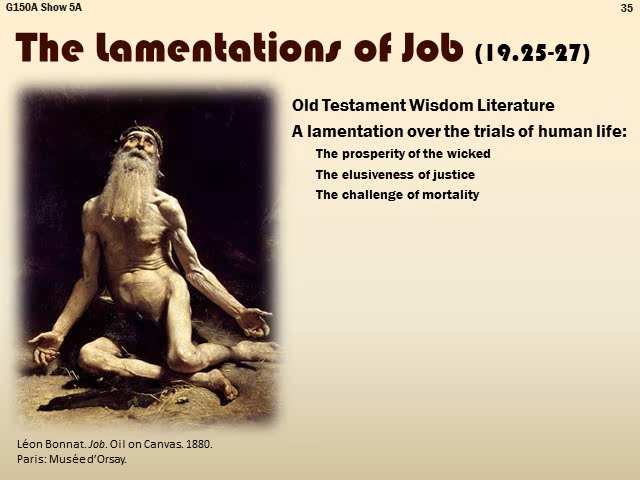 G150A Show 5A
35
The Lamentations of Job (19.25-27)
Old Testament Wisdom Literature
A lamentation over the trials of human life:
The prosperity of the wicked
The elusiveness of justice
The challenge of mortality
Léon Bonnat. Job. Oil on Canvas. 1880.
Paris: Musée d’Orsay.